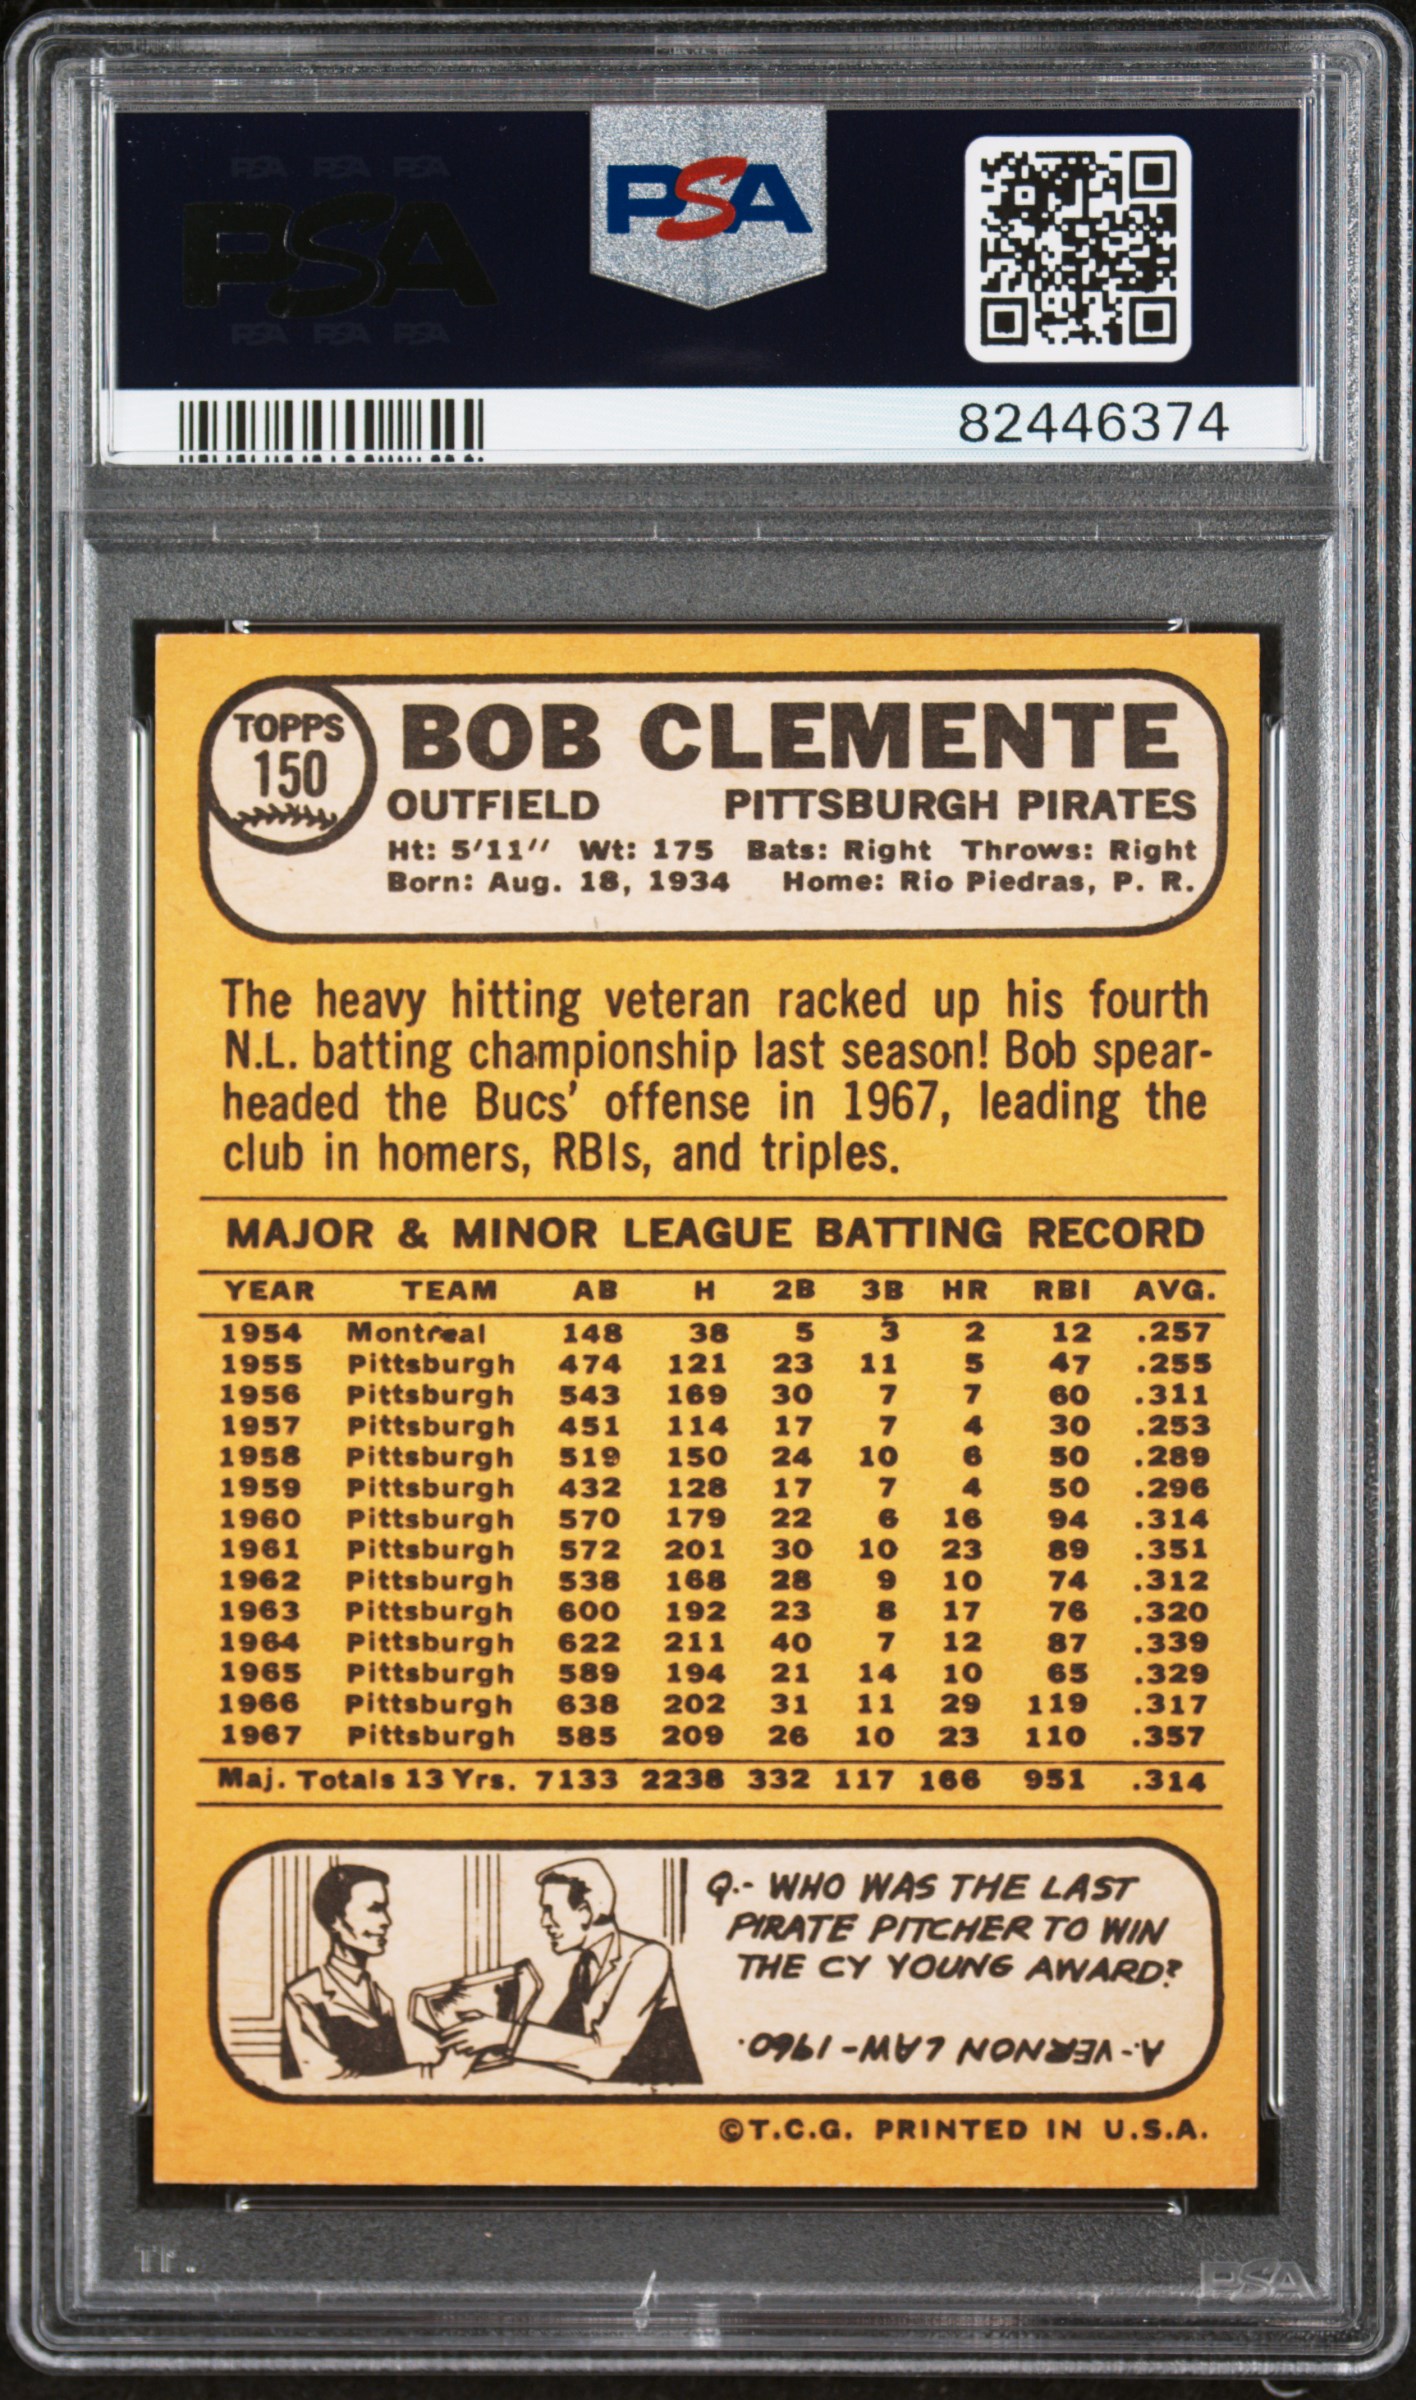 PSA PSA PSA
PSA
PSA PSA PSA
PSA
82446374
TOPPS
150
BOB CLEMENTE
OUTFIELD PITTSBURGH PIRATES
Ht: 5'11" Wt: 175 Bats: Right Throws: Right
Born: Aug. 18, 1934 Home: Rio Piedras, P. R.
The heavy hitting veteran racked up his fourth
N.L. batting championship last season! Bob spear-
headed the Bucs' offense in 1967, leading the
club in homers, RBIs, and triples.
MAJOR & MINOR LEAGUE BATTING RECORD
YEAR TEAM AB H 2B 3B HR RBI AVG.
1954 Montreal 148 38 5 3 2 12 .257
1955 Pittsburgh 474 121 23 11 5 47 .255
1956 Pittsburgh 543 169 30 7 7 60 .311
1957 Pittsburgh 451 114 17 7 4 30 .253
1958 Pittsburgh 519 150 24 10 6 50 .289
1959 Pittsburgh 432 128 17 7 4 50 .296
1960 Pittsburgh 570 179 22 6 16 94 .314
1961 Pittsburgh 572 201 30 10 23 89 .351
1962 Pittsburgh 538 168 28 9 10 74 .312
1963 Pittsburgh 600 192 23 8 17 76 .320
1964 Pittsburgh 622 211 40 7 12 87 .339
1965 Pittsburgh 589 194 21 14 10 65 .329
1966 Pittsburgh 638 202 31 11 29 119 .317
1967 Pittsburgh 585 209 26 10 23 110 .357
Maj. Totals 13 Yrs. 7133 2238 332 117 166 951 .314
Q.- WHO WAS THE LAST
PIRATE PITCHER TO WIN
THE CY YOUNG AWARD?
A.- VERNON LAW - 1960.
©T.C.G. PRINTED IN U.S.A.
PSA